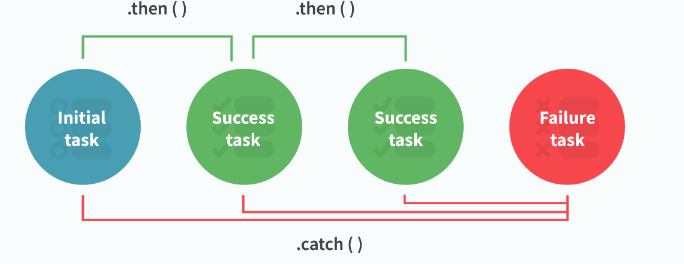 .then ( )
.then ( )
Initial
task
Success
task
Success
task
Failure
task
.catch ( )